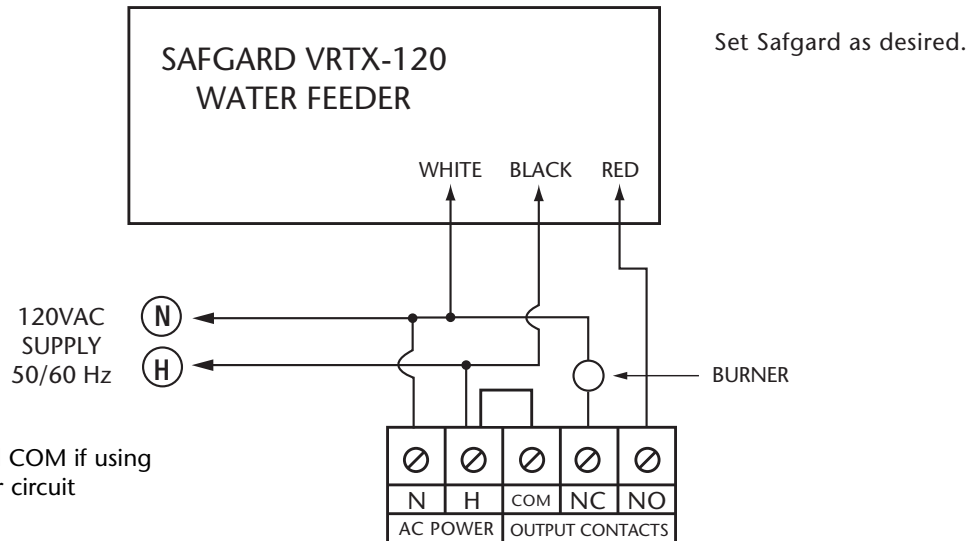 SAFGARD VRTX-120
WATER FEEDER
Set Safgard as desired.
WHITE BLACK RED
120VAC
SUPPLY
50/60 Hz
N
H
BURNER
COM if using
circuit
N H COM NC NO
AC POWER OUTPUT CONTACTS